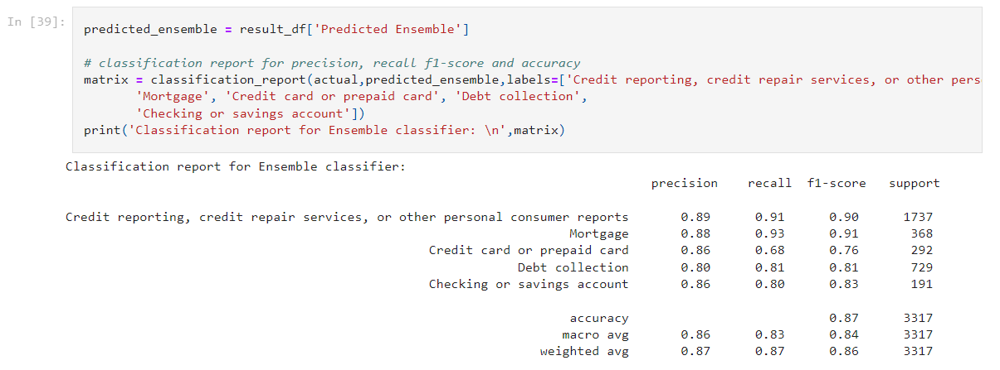 In [39]:
predicted_ensemble = result_df['Predicted Ensemble']
# classification report for precision, recall f1-score and accuracy
matrix = classification_report(actual,predicted_ensemble,labels=['Credit reporting, credit repair services, or other pers
'Mortgage', 'Credit card or prepaid card', 'Debt collection',
'Checking or savings account'])
print('Classification report for Ensemble classifier: \n',matrix)
Classification report for Ensemble classifier:
precision recall f1-score support
Credit reporting, credit repair services, or other personal consumer reports 0.89 0.91 0.90 1737
Mortgage 0.88 0.93 0.91 368
Credit card or prepaid card 0.86 0.68 0.76 292
Debt collection 0.80 0.81 0.81 729
Checking or savings account 0.86 0.80 0.83 191
accuracy 0.87 3317
macro avg 0.86 0.83 0.84 3317
weighted avg 0.87 0.87 0.86 3317